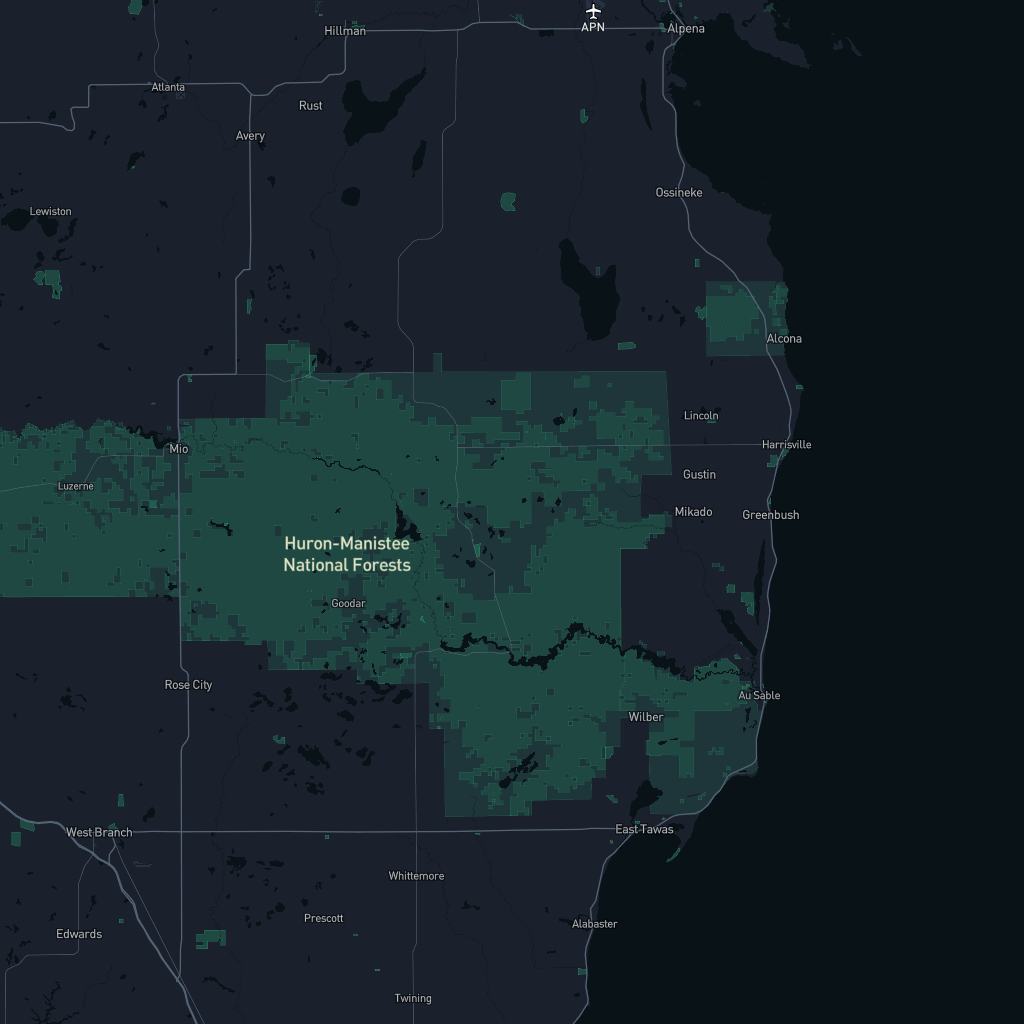 Hillman
APN
Alpena
Atlanta
Rust
Avery
Ossineke
Lewiston
Alcona
Lincoln
Harrisville
Mio
Gustin
Luzerne
Mikado
Greenbush
Huron-Manistee
National Forests
Goodar
Rose City
Au Sable
Wilber
East Tawas
West Branch
Whittemore
Prescott
Alabaster
Edwards
Twining